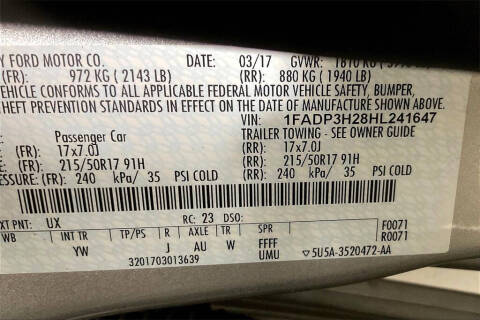 Y FORD MOTOR CO. DATE: 03/17 GVWR: 1810 KG
(FR): 972 KG ( 2143 LB) (RR): 880 KG ( 1940 LB)
VEHICLE CONFORMS TO ALL APPLICABLE FEDERAL MOTOR VEHICLE SAFETY, BUMPER,
THEFT PREVENTION STANDARDS IN EFFECT ON THE DATE OF MANUFACTURE SHOWN ABOVE.
VIN: 1FADP3H28HL241647
Passenger Car TRAILER TOWING - SEE OWNER GUIDE
(FR): 17x7.0J (RR): 17x7.0J
(FR): 215/50R17 91H (RR): 215/50R17 91H
SURE: (FR): 240 kPa/ 35 PSI COLD (RR): 240 kPa/ 35 PSI COLD
XT PNT: UX RC: 23 DSO: F0071
WB INT TR TP/PS R AXLE TR SPR R0071
YW J AU W FFFF
UMU 5U5A-3520472-AA
3201703013639